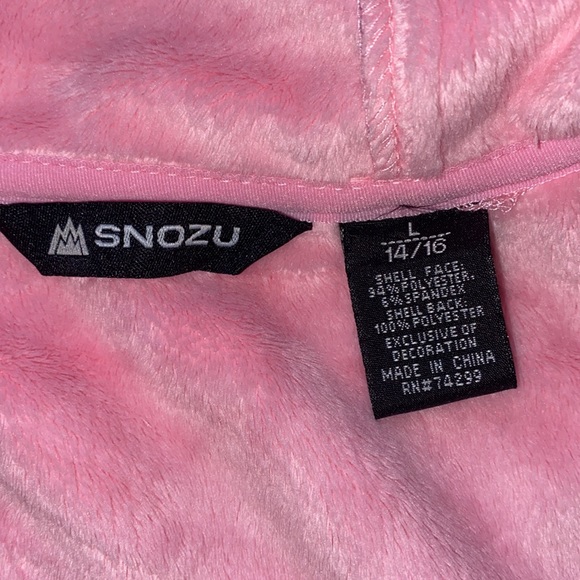 SNOZU
L
14/16
SHELL FACE:
94% POLYESTER,
6% SPANDEX
SHELL BACK:
100% POLYESTER
EXCLUSIVE OF
DECORATION
MADE IN CHINA
RN#74299